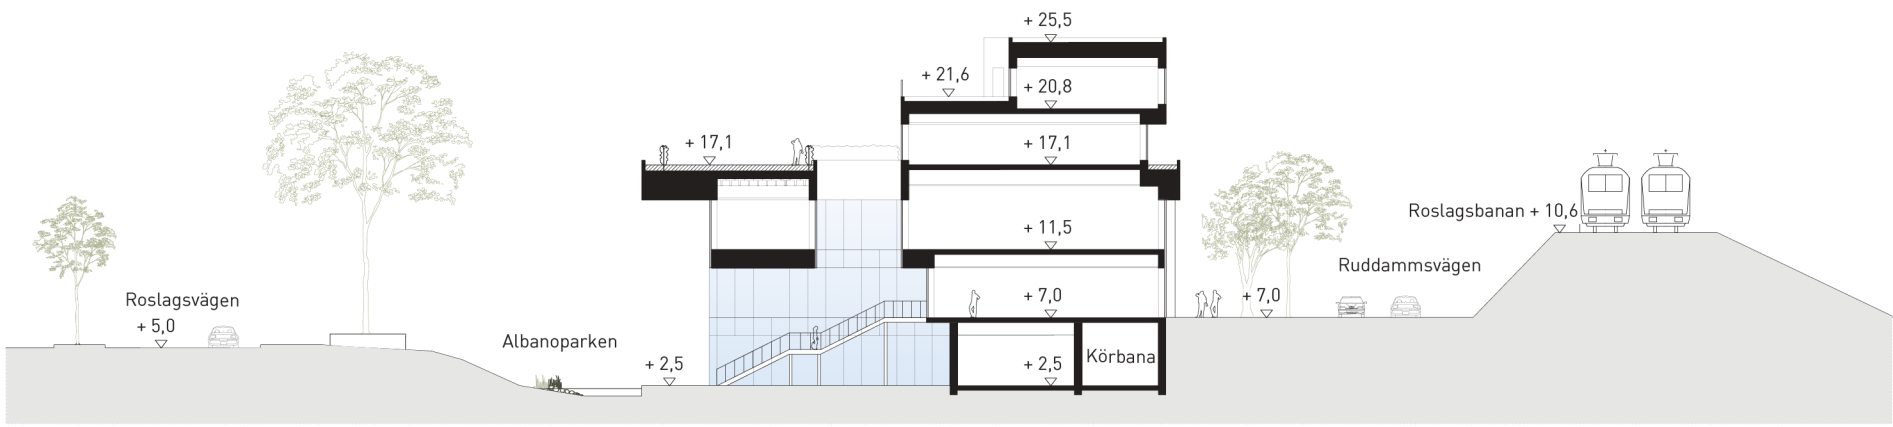 + 25,5
+ 21,6
+ 20,8
+ 17,1
+ 17,1
Roslagsbanan + 10,6
+ 11,5
Ruddammsvägen
Roslagsvägen
+ 7,0
+ 7,0
+ 5,0
Albanoparken
+ 2,5
+ 2,5
Körbana